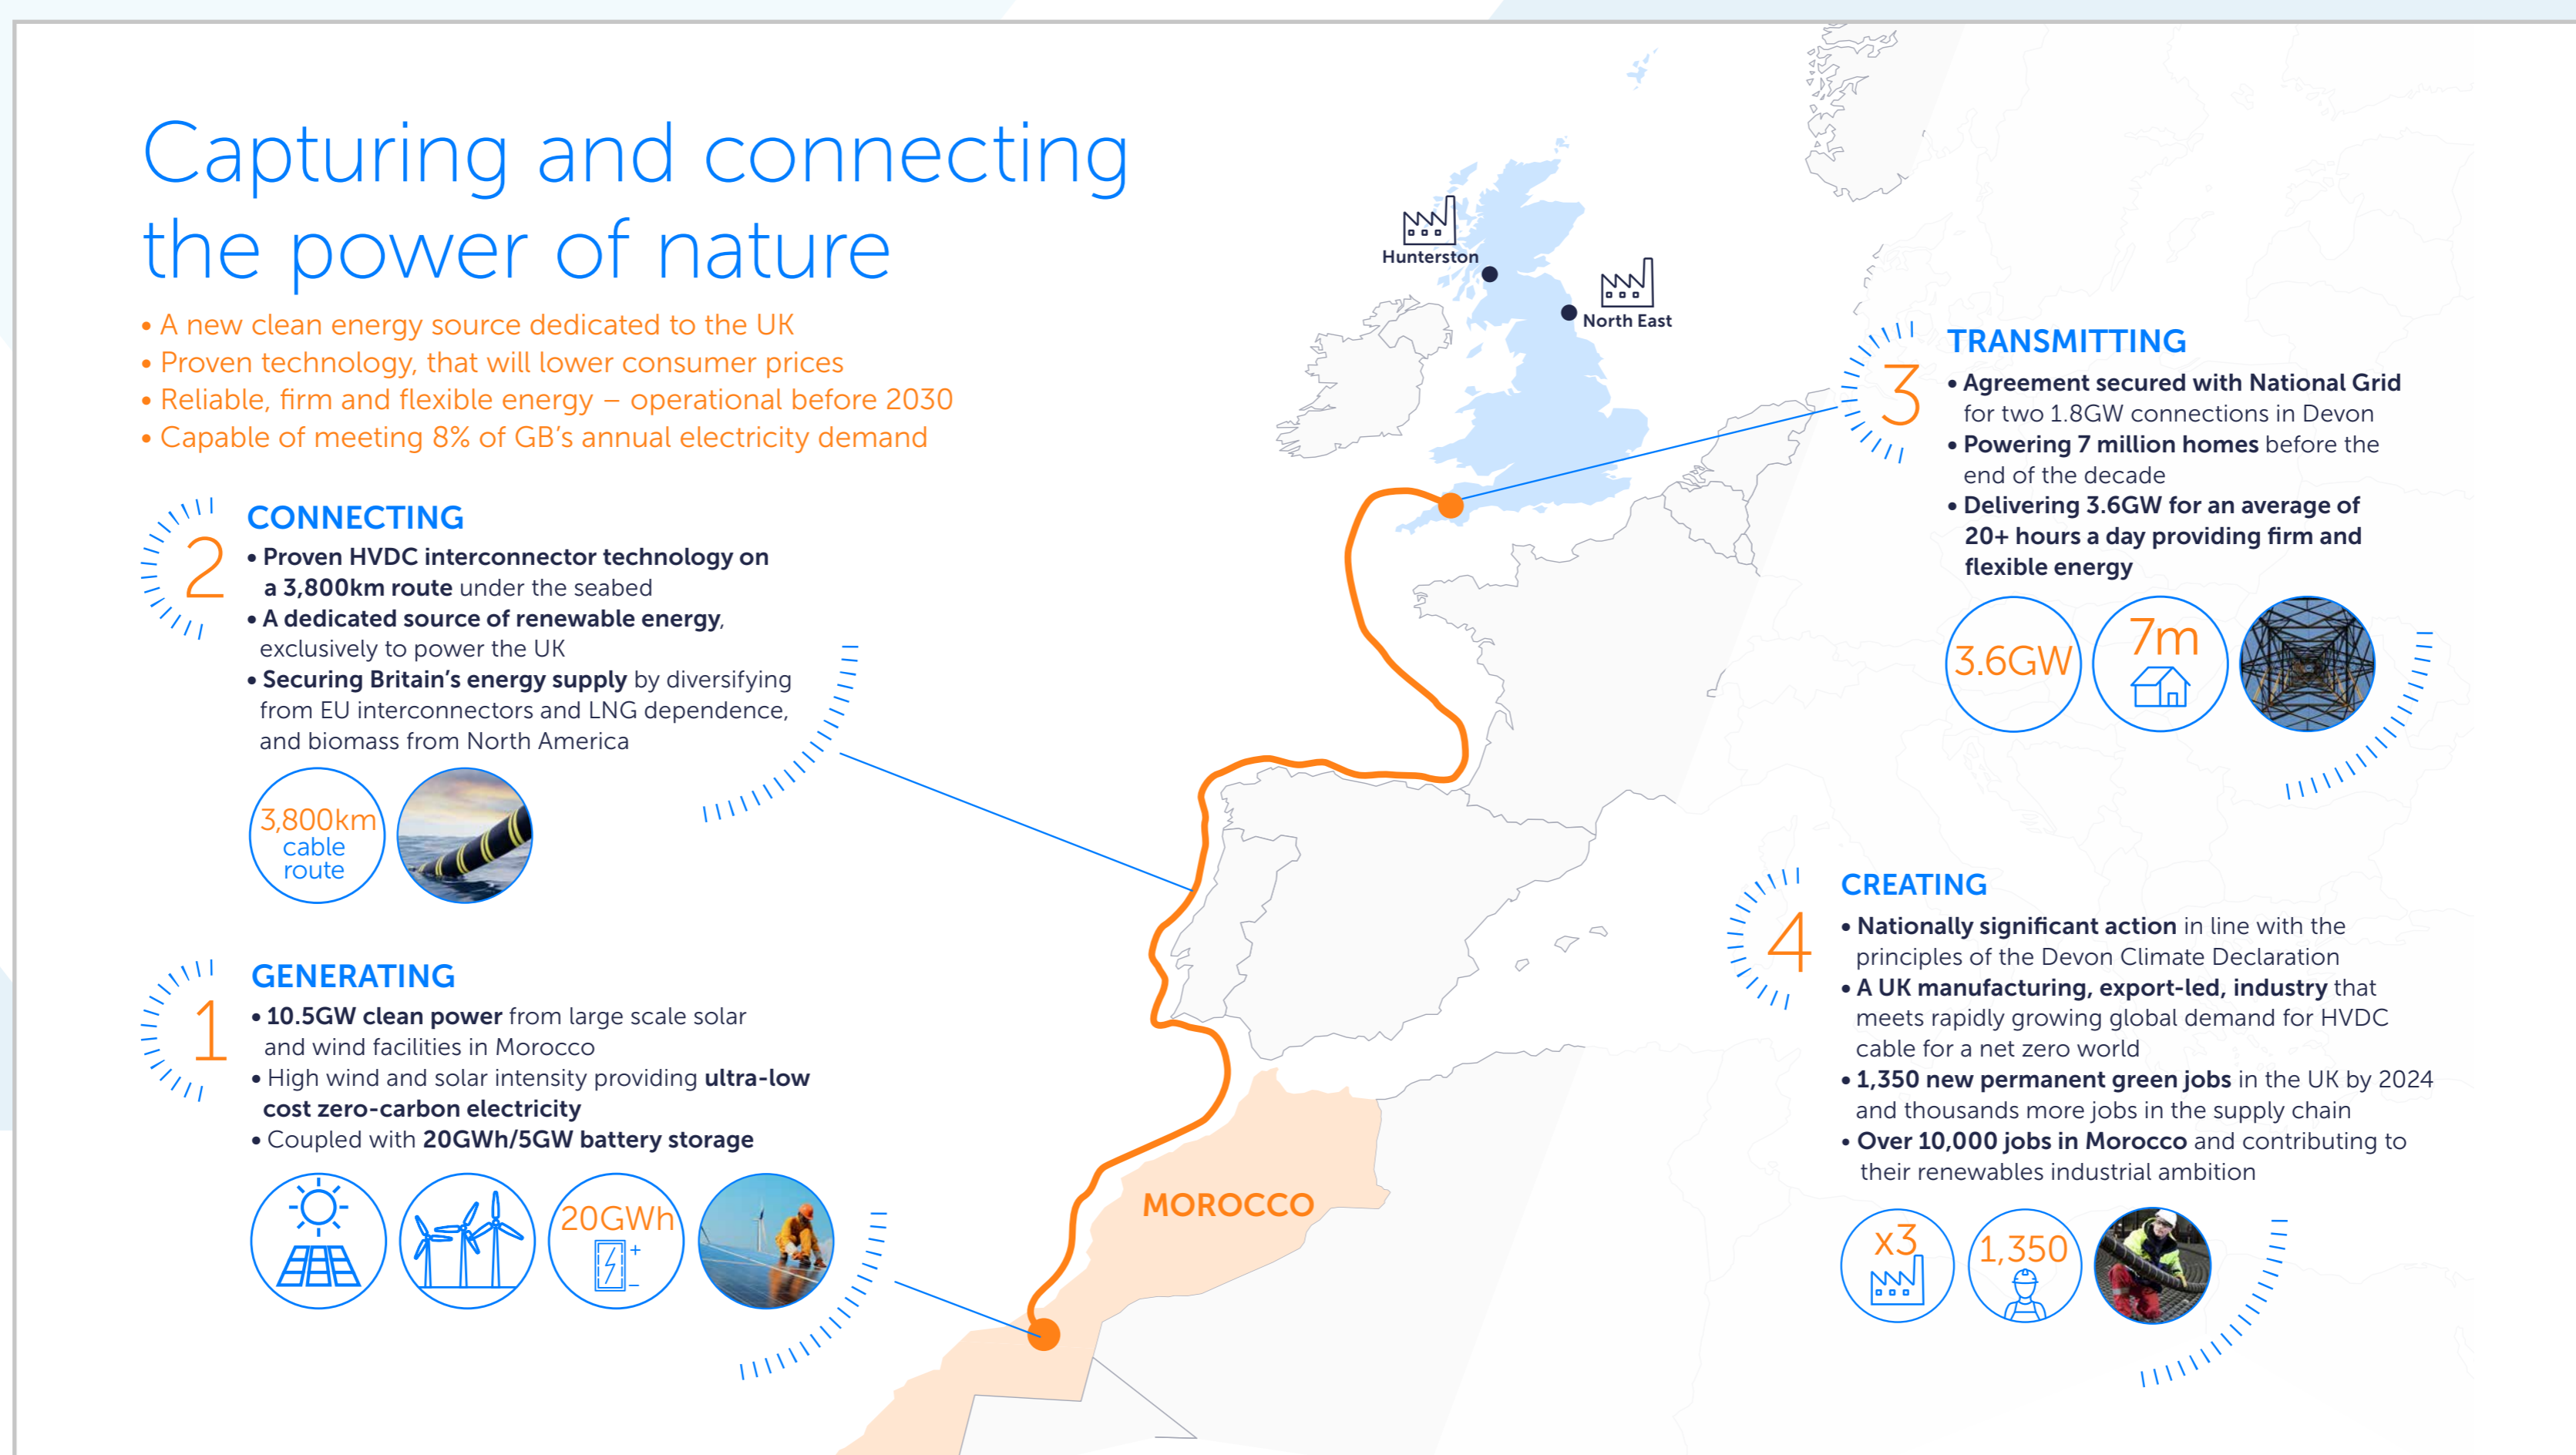 Capturing and connecting
the power of nature
• A new clean energy source dedicated to the UK
• Proven technology, that will lower consumer prices
• Reliable, firm and flexible energy – operational before 2030
• Capable of meeting 8% of GB's annual electricity demand
2
CONNECTING
• Proven HVDC interconnector technology on
a 3,800km route under the seabed
• A dedicated source of renewable energy,
exclusively to power the UK
• Securing Britain's energy supply by diversifying
from EU interconnectors and LNG dependence,
and biomass from North America
3,800km
cable
route
1
GENERATING
• 10.5GW clean power from large scale solar
and wind facilities in Morocco
• High wind and solar intensity providing ultra-low
cost zero-carbon electricity
• Coupled with 20GWh/5GW battery storage
20GWh
+
–
Hunterston
North East
MOROCCO
3
TRANSMITTING
• Agreement secured with National Grid
for two 1.8GW connections in Devon
• Powering 7 million homes before the
end of the decade
• Delivering 3.6GW for an average of
20+ hours a day providing firm and
flexible energy
3.6GW
7m
4
CREATING
• Nationally significant action in line with the
principles of the Devon Climate Declaration
• A UK manufacturing, export-led, industry that
meets rapidly growing global demand for HVDC
cable for a net zero world
• 1,350 new permanent green jobs in the UK by 2024
and thousands more jobs in the supply chain
• Over 10,000 jobs in Morocco and contributing to
their renewables industrial ambition
x3
1,350